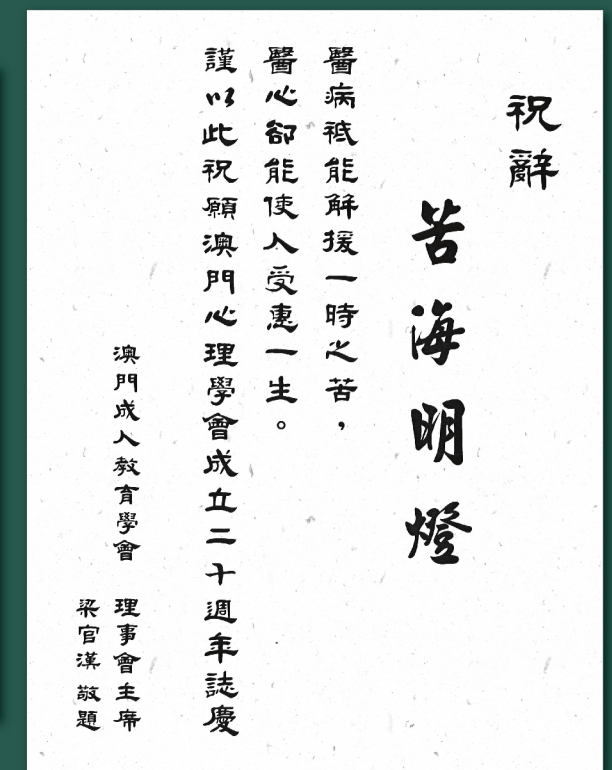 祝辭
苦海明燈
醫病祗能解援一時之苦，
醫心卻能使人受惠一生。
謹以此祝願澳門心理學會成立二十週年誌慶
澳門成人教育學會 理事會主席
梁官漢 敬題